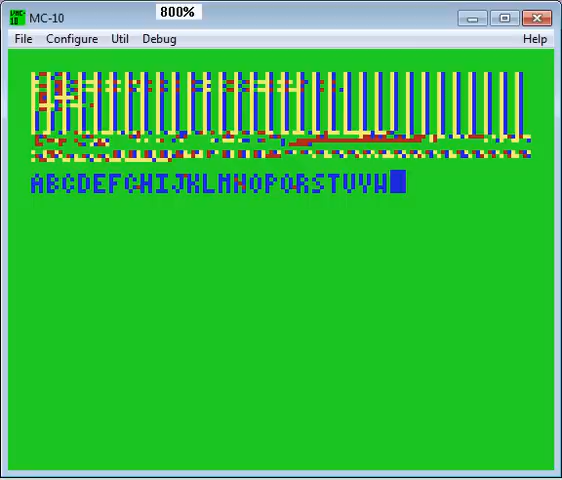 800%
MC-10
File Configure Util Debug Help
ABCDEFGHIJKLMNOPQRSTUVW